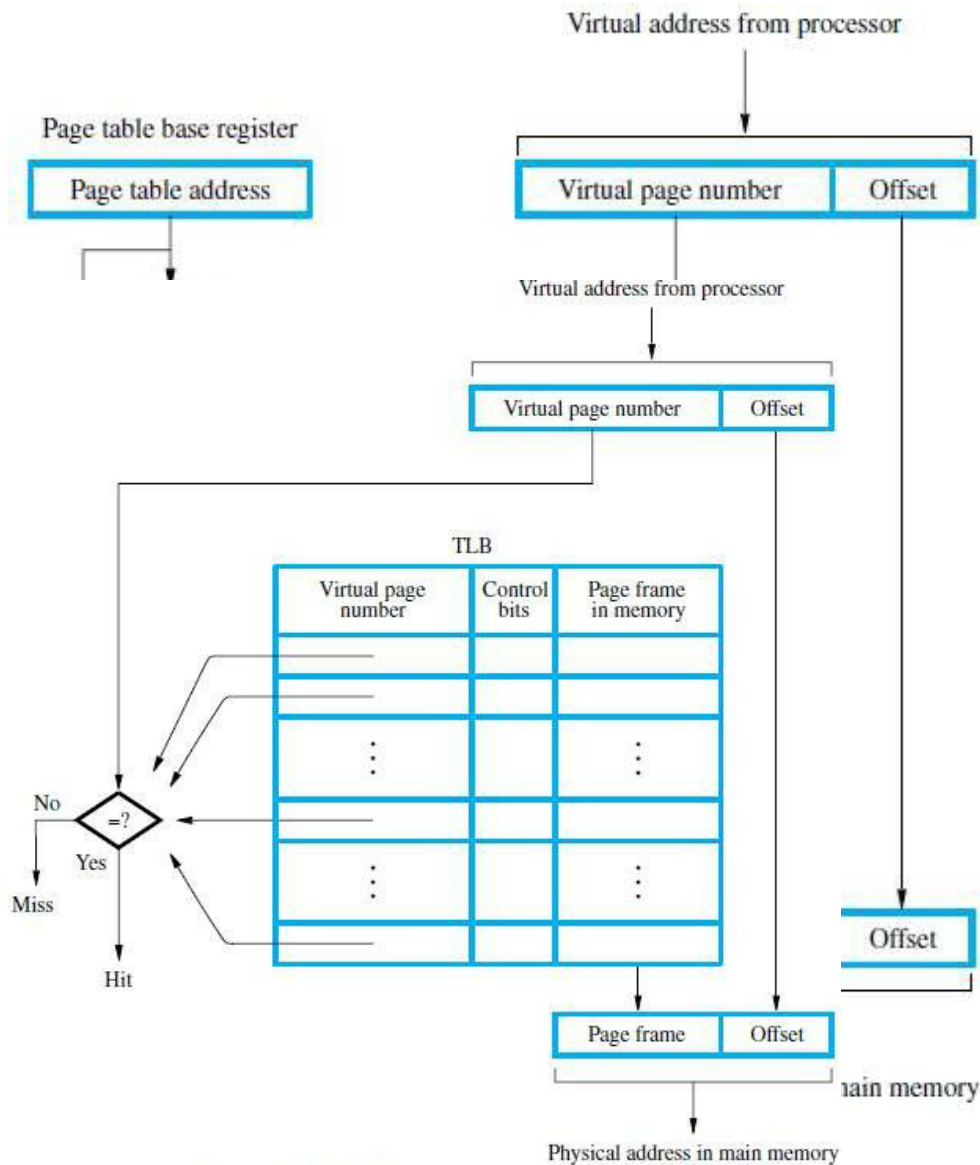 Virtual address from processor
Page table base register
Page table address
Virtual page number
Offset
Virtual address from processor
Virtual page number
Offset
TLB
Virtual page
number
Control
bits
Page frame
in memory
No
=?
Yes
Miss
Hit
Offset
Page frame
Offset
memory
Physical address in main memory